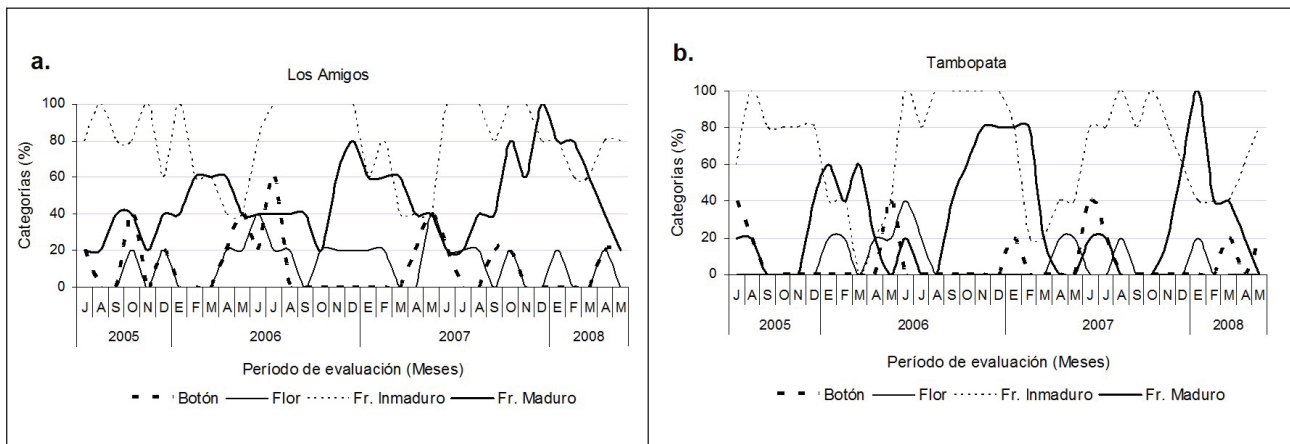 a.
Los Amigos
Categorías (%)
100
80
60
40
20
0
J A S O N D E F M A M J J A S O N D E F M A M J J A S O N D E F M A M
2005 2006 2007 2008
Período de evaluación (Meses)
Botón Flor Fr. Inmaduro Fr. Maduro
b.
Tambopata
Categorías (%)
100
80
60
40
20
0
J A S O N D E F M A M J J A S O N D E F M A M J J A S O N D E F M A M
2005 2006 2007 2008
Período de evaluación (Meses)
Botón Flor Fr. Inmaduro Fr. Maduro